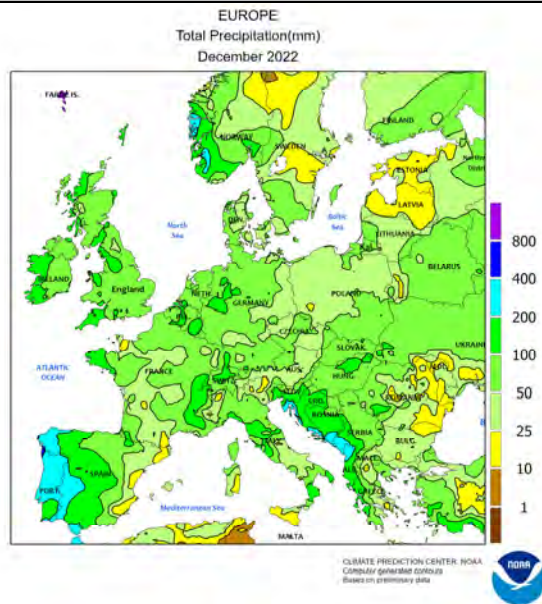 EUROPE
Total Precipitation(mm)
December 2022
FAROE IS.
FINLAND
NORWAY
SWEDEN
ESTONIA
LATVIA
North
Sea
Baltic
Sea
DEN.
LITHUANIA
IRELAND
England
BELARUS
NETH.
GERMANY
POLAND
UKRAINE
SLOVAK.
ATLANTIC
OCEAN
FRANCE
SWITZ.
AUS.
HUNG.
BOSNIA
SERBIA
BULG.
ITALY
ALB.
SPAIN
PORT.
Mediterranean Sea
MALTA
800
400
200
100
50
25
10
1
CLIMATE PREDICTION CENTER, NOAA
Computer generated contours
Based on preliminary data
NOAA